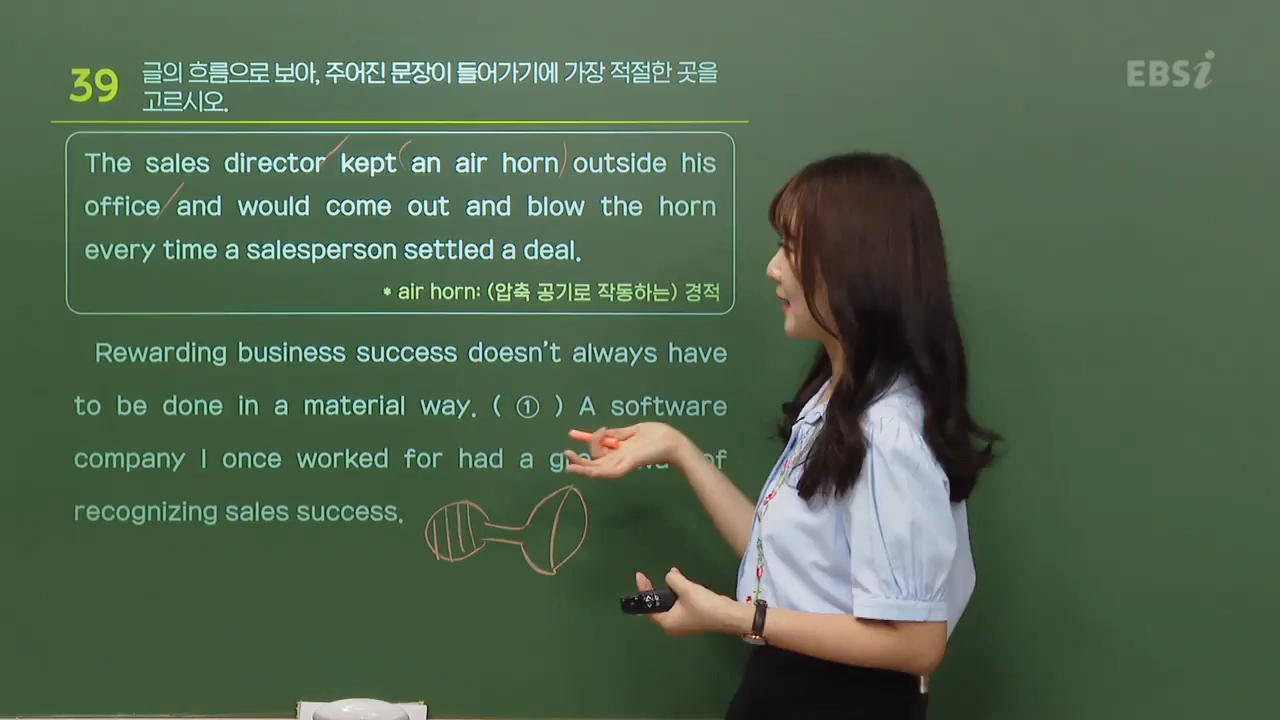 EBSi
39 글의 흐름으로 보아, 주어진 문장이 들어가기에 가장 적절한 곳을
고르시오.
The sales director kept an air horn outside his
office and would come out and blow the horn
every time a salesperson settled a deal.
* air horn: (압축 공기로 작동하는) 경적
Rewarding business success doesn't always have
to be done in a material way. ( ① ) A software
company I once worked for had a of
recognizing sales success.